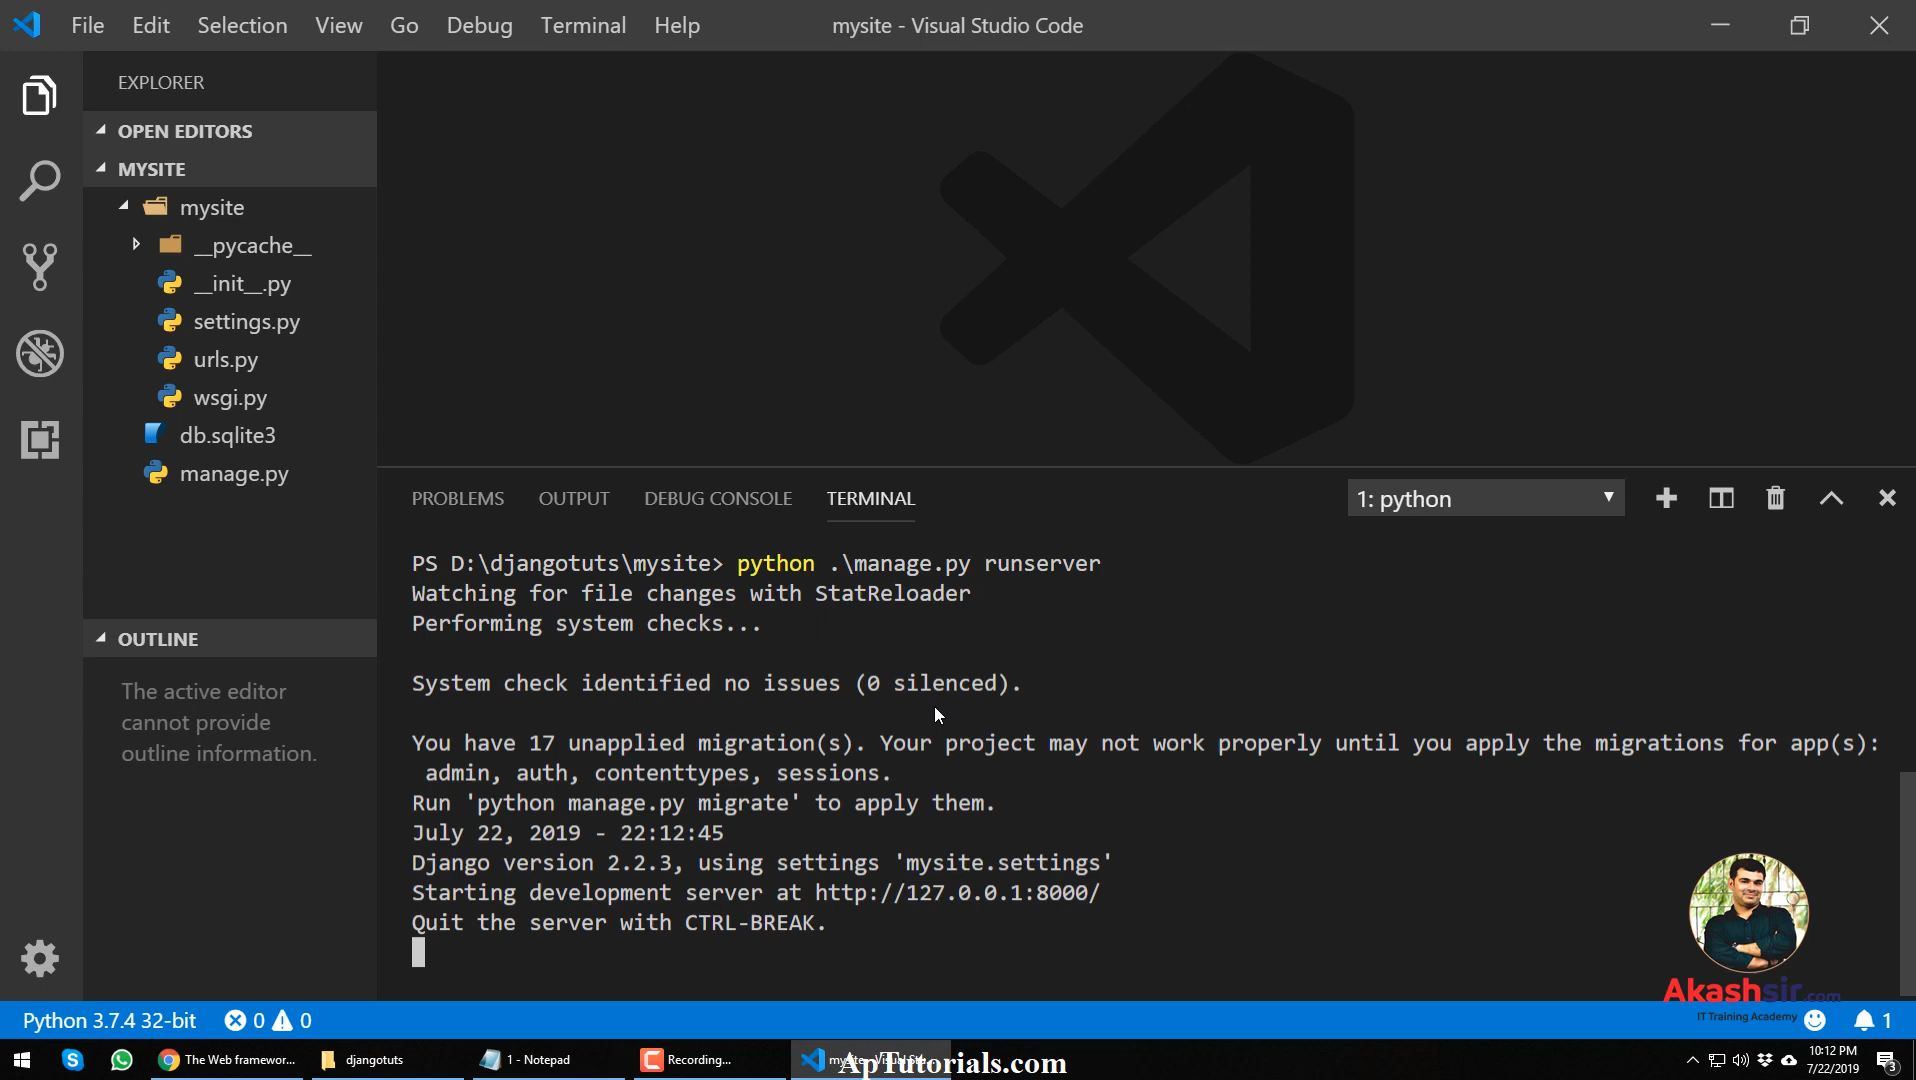 File Edit Selection View Go Debug Terminal Help
mysite - Visual Studio Code
EXPLORER
OPEN EDITORS
MYSITE
mysite
__pycache__
__init__.py
settings.py
urls.py
wsgi.py
db.sqlite3
manage.py
OUTLINE
The active editor
cannot provide
outline information.
PROBLEMS OUTPUT DEBUG CONSOLE TERMINAL
1: python
PS D:\djangotuts\mysite> python .\manage.py runserver
Watching for file changes with StatReloader
Performing system checks...
System check identified no issues (0 silenced).
You have 17 unapplied migration(s). Your project may not work properly until you apply the migrations for app(s):
admin, auth, contenttypes, sessions.
Run 'python manage.py migrate' to apply them.
July 22, 2019 - 22:12:45
Django version 2.2.3, using settings 'mysite.settings'
Starting development server at http://127.0.0.1:8000/
Quit the server with CTRL-BREAK.
Akashsir.com
IT Training Academy
Python 3.7.4 32-bit 0 0
1
The Web framewor...
djangotuts
1 - Notepad
Recording...
ApTutorials.com
10:12 PM
7/22/2019
3